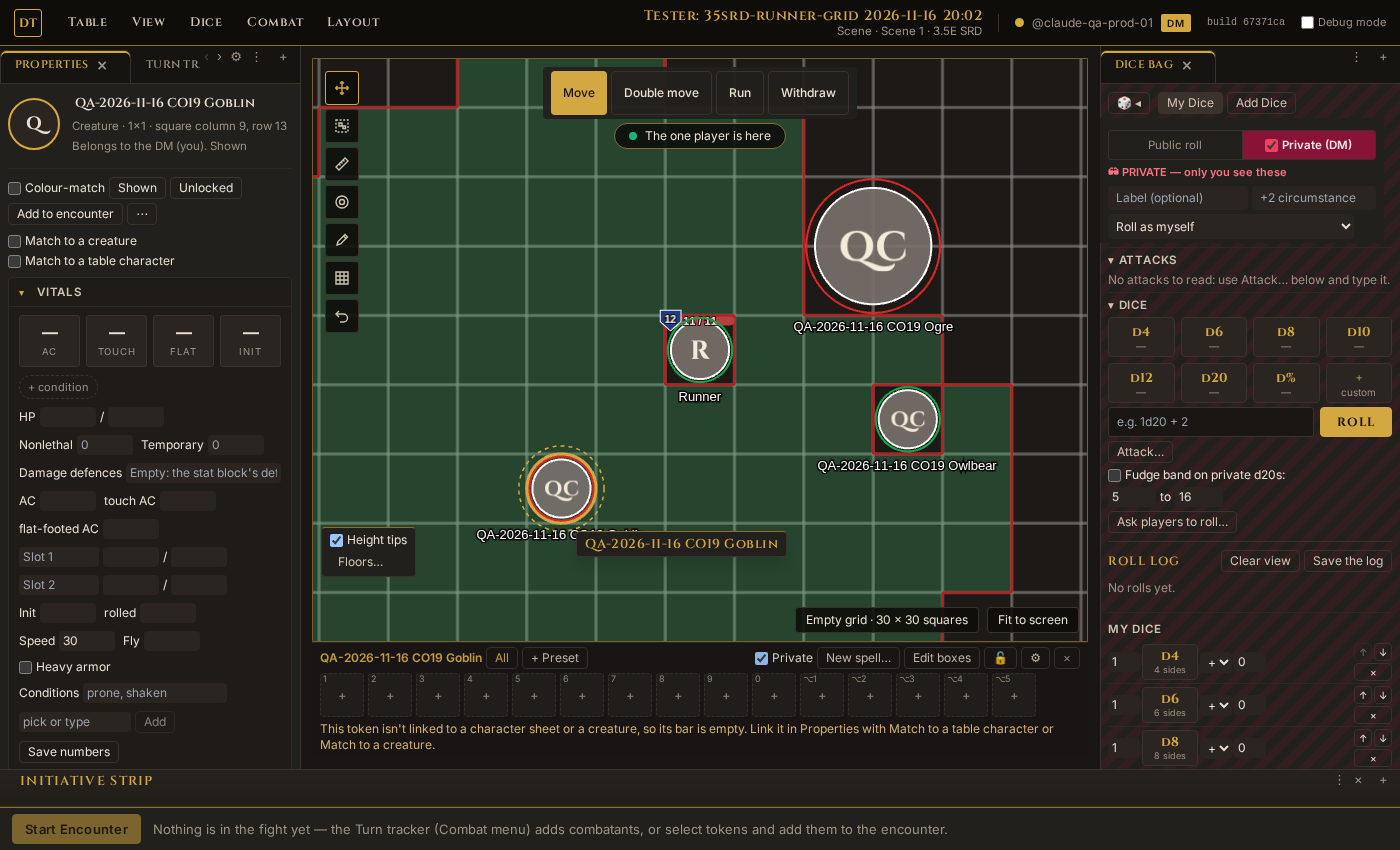 DT
TABLE VIEW DICE COMBAT LAYOUT
TESTER: 35SRD-RUNNER-GRID 2026-11-16 20:02
Scene · Scene 1 · 3.5E SRD
@claude-qa-prod-01 DM build 67371ca Debug mode
PROPERTIES × TURN TR ‹ › ⚙ ⋮ +
Q QA-2026-11-16 CO19 GOBLIN
Creature · 1×1 · square column 9, row 13
Belongs to the DM (you). Shown
Colour-match Shown Unlocked
Add to encounter ···
Match to a creature
Match to a table character
▾ VITALS
— — — —
AC TOUCH FLAT INIT
+ condition
HP /
Nonlethal 0 Temporary 0
Damage defences Empty: the stat block's def
AC touch AC
flat-footed AC
Slot 1 /
Slot 2 /
Init rolled
Speed 30 Fly
Heavy armor
Conditions prone, shaken
pick or type Add
Save numbers
Move Double move Run Withdraw
The one player is here
QC
QA-2026-11-16 CO19 Ogre
12 11 / 11
R
Runner
QC
QA-2026-11-16 CO19 Owlbear
QC
QA-2026-11-16 C
QA-2026-11-16 CO19 GOBLIN
Height tips
Floors...
Empty grid · 30 × 30 squares Fit to screen
QA-2026-11-16 CO19 Goblin All + Preset Private New spell... Edit boxes 🔓 ⚙ ×
1 2 3 4 5 6 7 8 9 0 ⌥1 ⌥2 ⌥3 ⌥4 ⌥5
+ + + + + + + + + + + + + + +
This token isn't linked to a character sheet or a creature, so its bar is empty. Link it in Properties with Match to a table character or
Match to a creature.
DICE BAG × ⋮ +
🎲 ◂ My Dice Add Dice
Public roll Private (DM)
🕶 PRIVATE — only you see these
Label (optional) +2 circumstance
Roll as myself
▾ ATTACKS
No attacks to read: use Attack... below and type it.
▾ DICE
D4 D6 D8 D10
— — — —
D12 D20 D% +
— — — custom
e.g. 1d20 + 2 ROLL
Attack...
Fudge band on private d20s:
5 to 16
Ask players to roll...
ROLL LOG Clear view Save the log
No rolls yet.
MY DICE
1 D4 + 0 ↑ ↓
4 sides ×
1 D6 + 0 ↑ ↓
6 sides ×
1 D8 + 0 ↑ ↓
8 sides ×
INITIATIVE STRIP ⋮ × +
Start Encounter Nothing is in the fight yet — the Turn tracker (Combat menu) adds combatants, or select tokens and add them to the encounter.